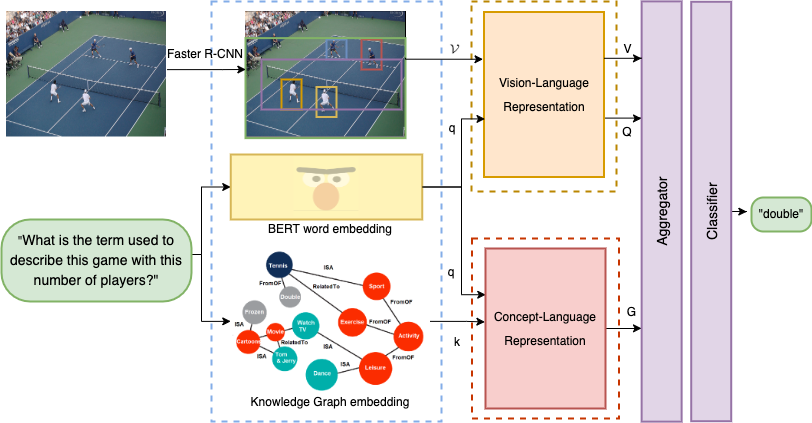 Faster R-CNN
𝒱
V
Vision-Language
Representation
q
Q
BERT word embedding
"What is the term used to
describe this game with this
number of players?"
Tennis
ISA
FromOF
RelatedTo
Sport
Double
FromOF
Frozen
ISA
Watch
TV
Exercise
FromOF
Movie
Cartoon
RelatedTo
Activity
ISA
ISA
Tom
& Jerry
FromOF
ISA
Dance
Leisure
Knowledge Graph embedding
q
k
Concept-Language
Representation
G
Aggregator
Classifier
"double"